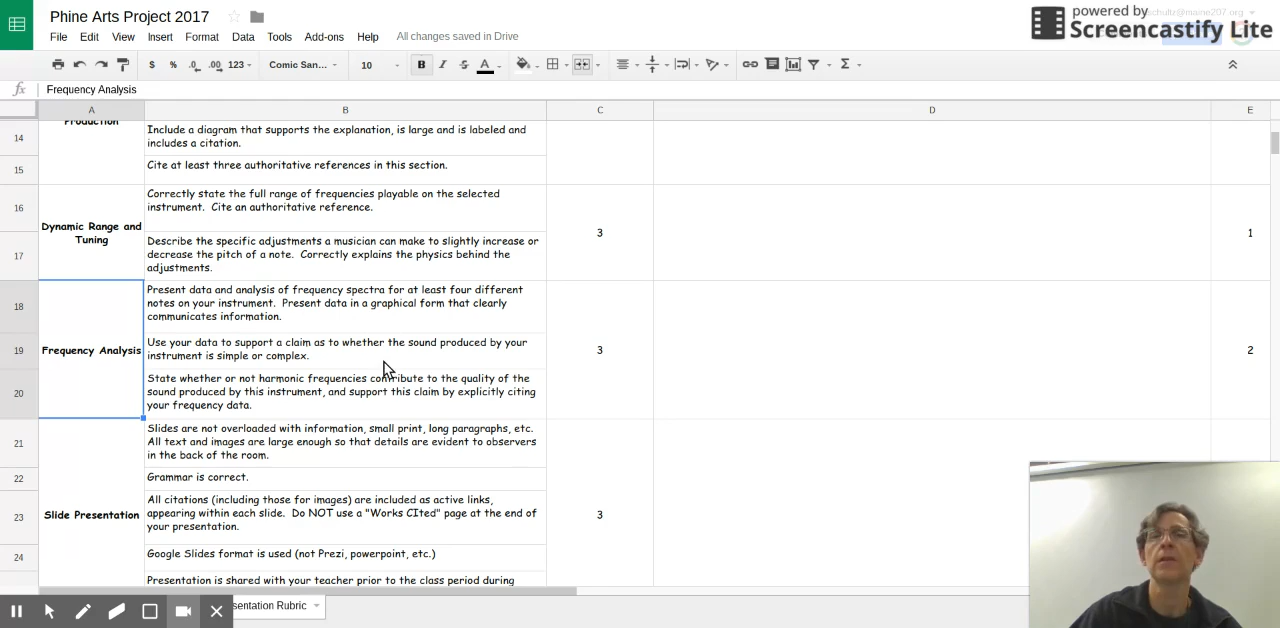 Phine Arts Project 2017
powered by
Screencastify Lite
File Edit View Insert Format Data Tools Add-ons Help All changes saved in Drive
$ % .0 .00 123 Comic San... 10 B I S A Σ
fx Frequency Analysis
A B C D E
Production
14 Include a diagram that supports the explanation, is large and is labeled and
includes a citation.
15 Cite at least three authoritative references in this section.
16 Correctly state the full range of frequencies playable on the selected
instrument. Cite an authoritative reference.
Dynamic Range and
Tuning
3 1
17 Describe the specific adjustments a musician can make to slightly increase or
decrease the pitch of a note. Correctly explains the physics behind the
adjustments.
18 Present data and analysis of frequency spectra for at least four different
notes on your instrument. Present data in a graphical form that clearly
communicates information.
19 Frequency Analysis Use your data to support a claim as to whether the sound produced by your
instrument is simple or complex.
3 2
20 State whether or not harmonic frequencies contribute to the quality of the
sound produced by this instrument, and support this claim by explicitly citing
your frequency data.
21 Slides are not overloaded with information, small print, long paragraphs, etc.
All text and images are large enough so that details are evident to observers
in the back of the room.
22 Grammar is correct.
23 Slide Presentation All citations (including those for images) are included as active links,
appearing within each slide. Do NOT use a "Works CIted" page at the end of
your presentation.
3
24 Google Slides format is used (not Prezi, powerpoint, etc.)
Presentation is shared with your teacher prior to the class period during
sentation Rubric